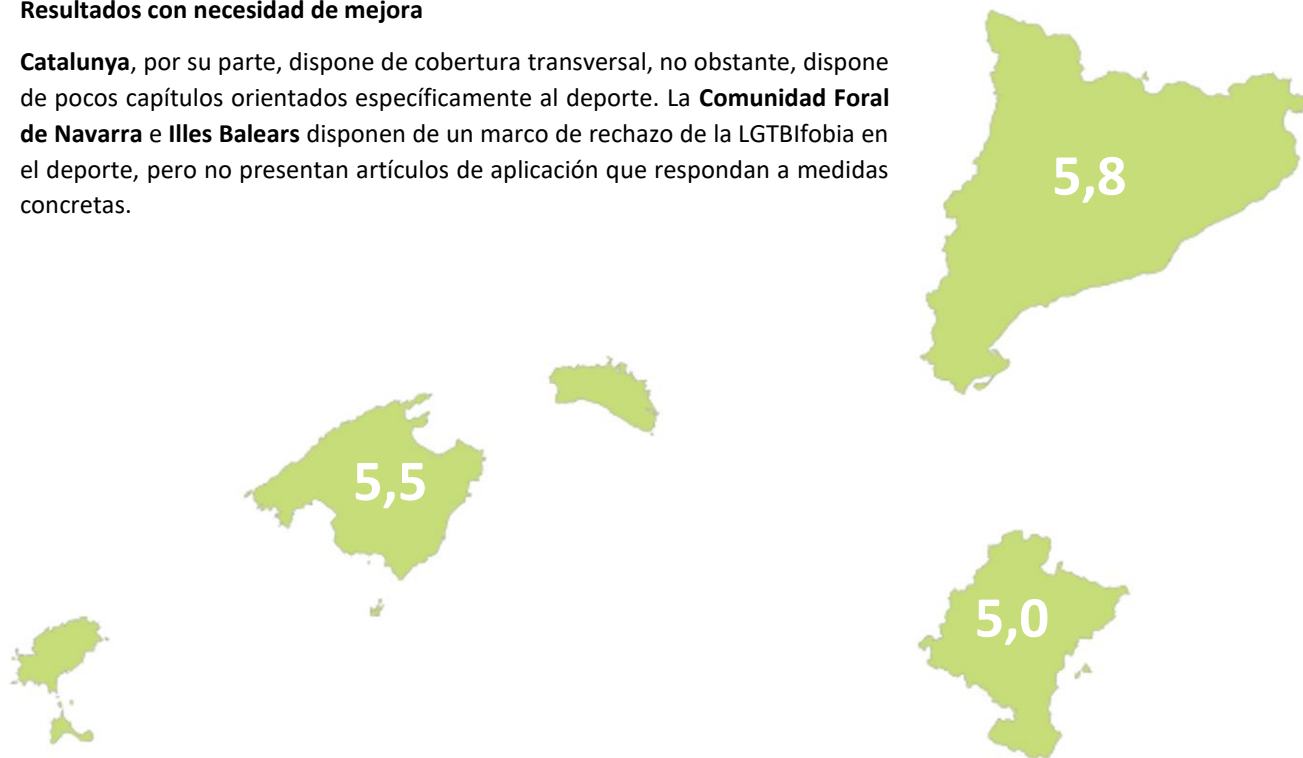 Resultados con necesidad de mejora
Catalunya, por su parte, dispone de cobertura transversal, no obstante, dispone
de pocos capítulos orientados específicamente al deporte. La Comunidad Foral
de Navarra e Illes Balears disponen de un marco de rechazo de la LGTBIfobia en
el deporte, pero no presentan artículos de aplicación que respondan a medidas
concretas.
5,8
5,5
5,0